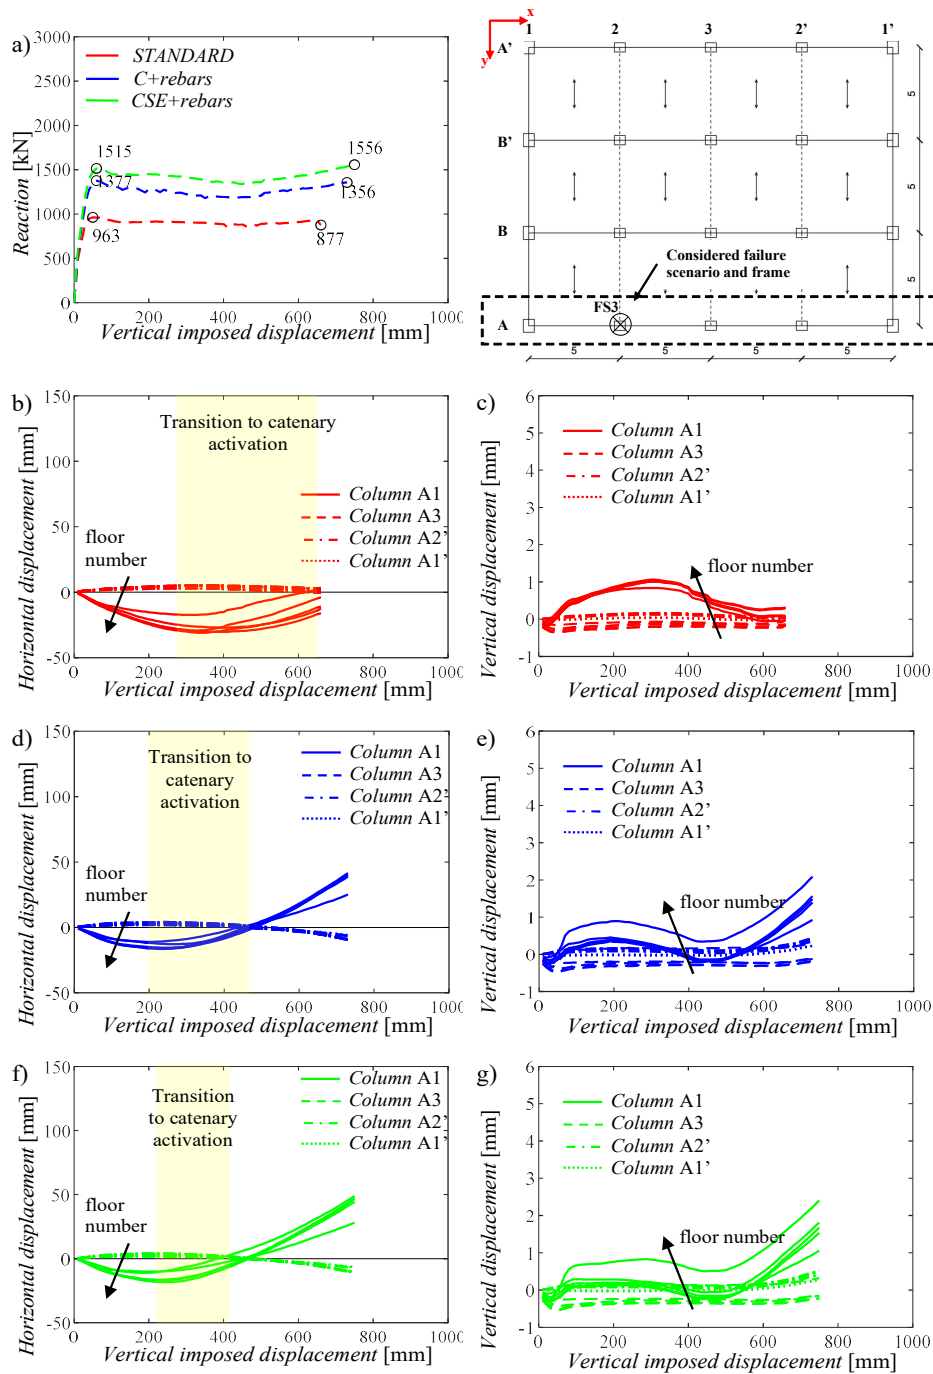 a)
3000
2500
2000
1500
1000
500
0
Reaction [kN]
STANDARD
C+rebars
CSE+rebars
1515
1377
963
1556
1356
877
0 200 400 600 800 1000
Vertical imposed displacement [mm]
x
y
1 2 3 2' 1'
A'
B'
B
A
5
5
5
Considered failure
scenario and frame
FS3
5 5 5 5
b)
150
100
50
0
-50
Horizontal displacement [mm]
Transition to catenary
activation
Column A1
Column A3
Column A2'
Column A1'
floor
number
0 200 400 600 800 1000
Vertical imposed displacement [mm]
c)
6
5
4
3
2
1
0
-1
Vertical displacement [mm]
Column A1
Column A3
Column A2'
Column A1'
floor number
0 200 400 600 800 1000
Vertical imposed displacement [mm]
d)
150
100
50
0
-50
Horizontal displacement [mm]
Transition to
catenary
activation
Column A1
Column A3
Column A2'
Column A1'
floor
number
0 200 400 600 800 1000
Vertical imposed displacement [mm]
e)
6
5
4
3
2
1
0
-1
Vertical displacement [mm]
Column A1
Column A3
Column A2'
Column A1'
floor number
0 200 400 600 800 1000
Vertical imposed displacement [mm]
f)
150
100
50
0
-50
Horizontal displacement [mm]
Transition
to catenary
activation
Column A1
Column A3
Column A2'
Column A1'
floor
number
0 200 400 600 800 1000
Vertical imposed displacement [mm]
g)
6
5
4
3
2
1
0
-1
Vertical displacement [mm]
Column A1
Column A3
Column A2'
Column A1'
floor number
0 200 400 600 800 1000
Vertical imposed displacement [mm]